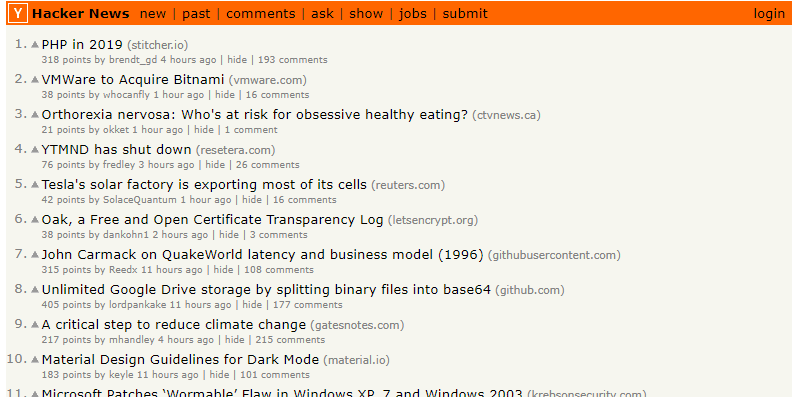 Y Hacker News new | past | comments | ask | show | jobs | submit login
1. PHP in 2019 (stitcher.io)
318 points by brendt_gd 4 hours ago | hide | 193 comments
2. VMWare to Acquire Bitnami (vmware.com)
38 points by whocanfly 1 hour ago | hide | 16 comments
3. Orthorexia nervosa: Who's at risk for obsessive healthy eating? (ctvnews.ca)
21 points by okket 1 hour ago | hide | 1 comment
4. YTMND has shut down (resetera.com)
76 points by fredley 3 hours ago | hide | 26 comments
5. Tesla's solar factory is exporting most of its cells (reuters.com)
42 points by SolaceQuantum 1 hour ago | hide | 16 comments
6. Oak, a Free and Open Certificate Transparency Log (letsencrypt.org)
38 points by dankohn1 2 hours ago | hide | 3 comments
7. John Carmack on QuakeWorld latency and business model (1996) (githubusercontent.com)
315 points by Reedx 11 hours ago | hide | 108 comments
8. Unlimited Google Drive storage by splitting binary files into base64 (github.com)
405 points by lordpankake 11 hours ago | hide | 177 comments
9. A critical step to reduce climate change (gatesnotes.com)
217 points by mhandley 4 hours ago | hide | 215 comments
10. Material Design Guidelines for Dark Mode (material.io)
183 points by keyle 11 hours ago | hide | 101 comments
11. Microsoft Patches ‘Wormable’ Flaw in Windows XP, 7 and Windows 2003 (krebsonsecurity.com)